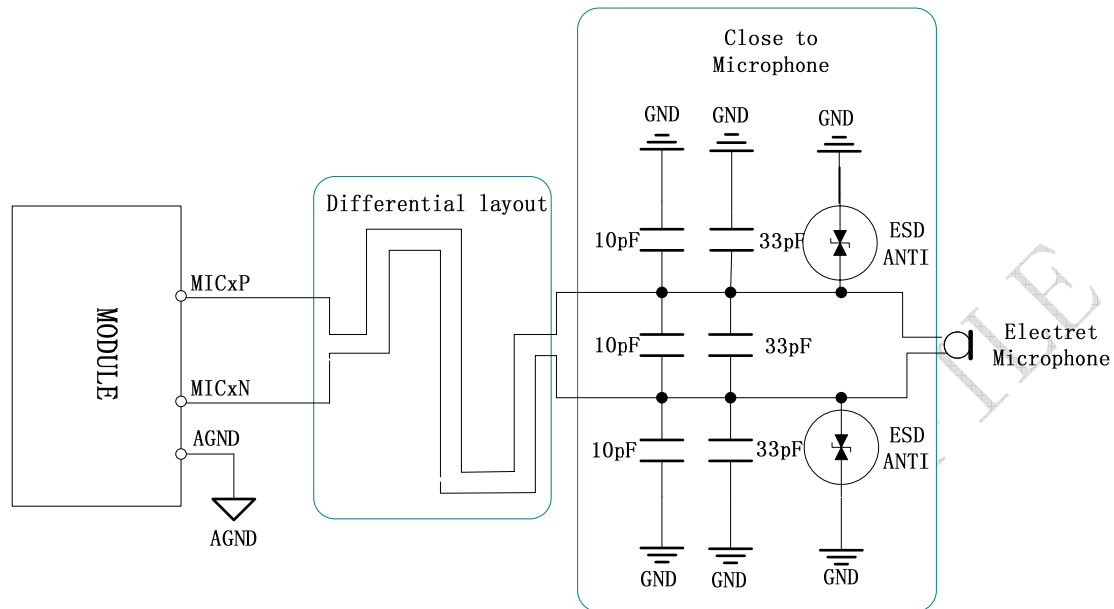 Close to
Microphone
GND
GND
GND
Differential layout
10pF
33pF
ESD
ANTI
MICxP
MODULE
10pF
33pF
Electret
Microphone
MICxN
AGND
10pF
33pF
ESD
ANTI
AGND
GND
GND
GND